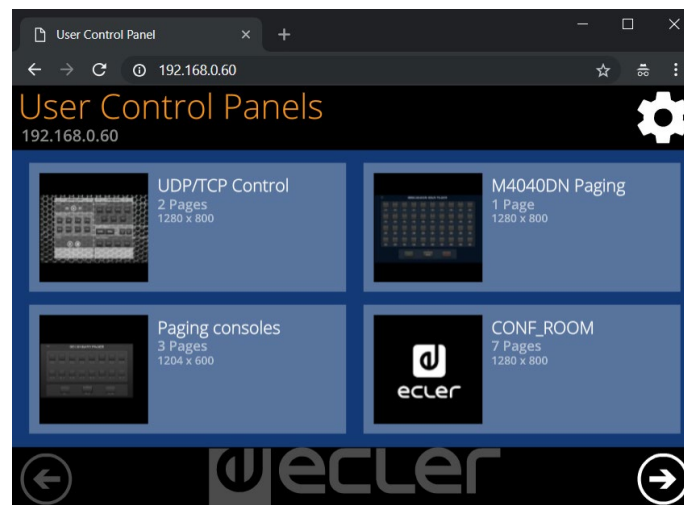 User Control Panel
192.168.0.60
User Control Panels
192.168.0.60
UDP/TCP Control
2 Pages
1280 x 800
M4040DN Paging
1 Page
1280 x 800
Paging consoles
3 Pages
1204 x 600
CONF_ROOM
7 Pages
1280 x 800
ecler
ecler